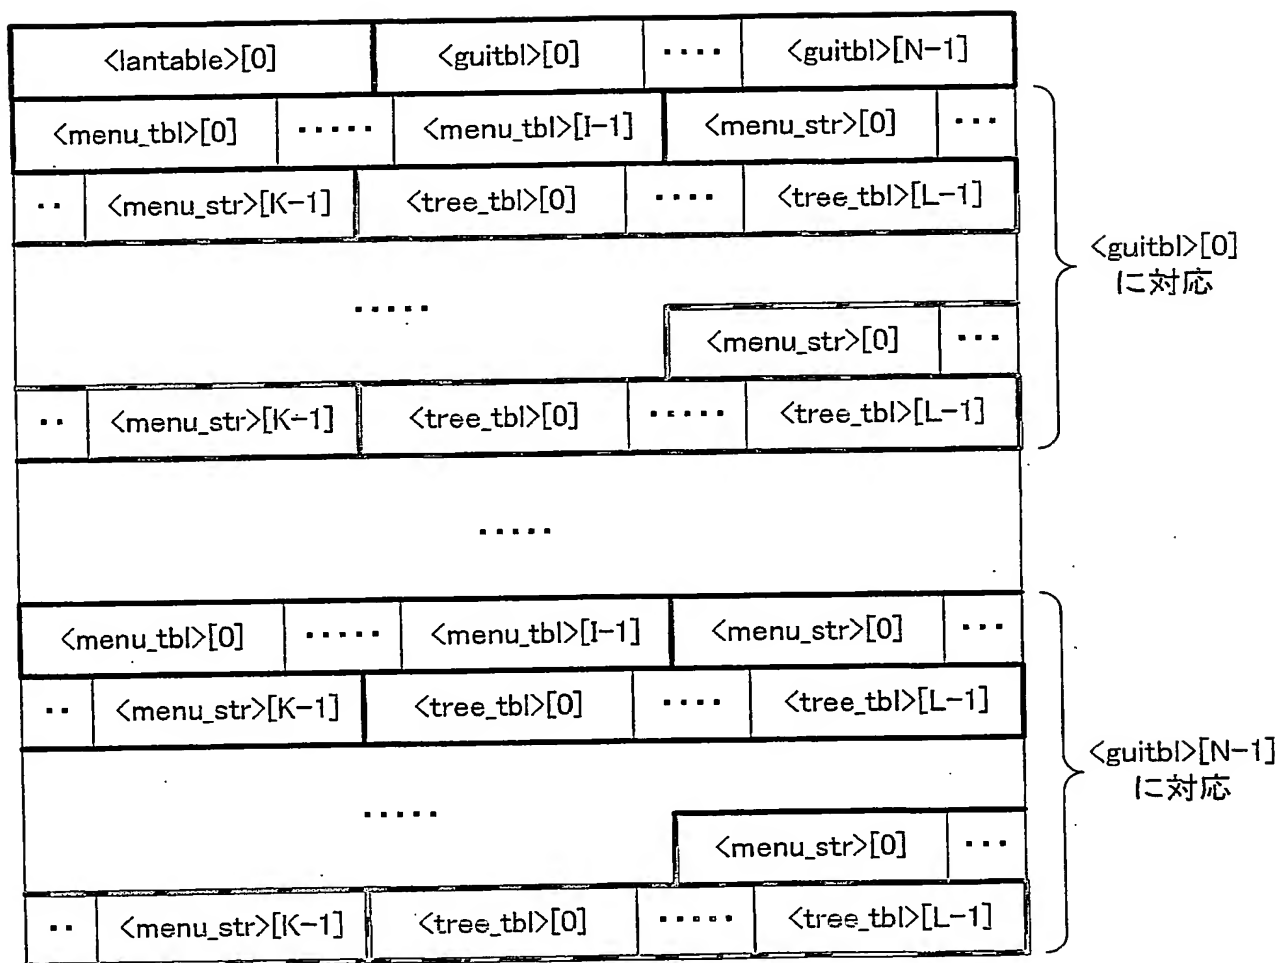 <lantable>[0] <guitbl>[0] ···· <guitbl>[N-1]
<menu_tbl>[0] ····· <menu_tbl>[I-1] <menu_str>[0] ···
·· <menu_str>[K-1] <tree_tbl>[0] ···· <tree_tbl>[L-1]
<guitbl>[0]
に対応
·····
<menu_str>[0] ···
·· <menu_str>[K-1] <tree_tbl>[0] ····· <tree_tbl>[L-1]
·····
<menu_tbl>[0] ····· <menu_tbl>[I-1] <menu_str>[0] ···
·· <menu_str>[K-1] <tree_tbl>[0] ···· <tree_tbl>[L-1]
<guitbl>[N-1]
に対応
·····
<menu_str>[0] ···
·· <menu_str>[K-1] <tree_tbl>[0] ····· <tree_tbl>[L-1]